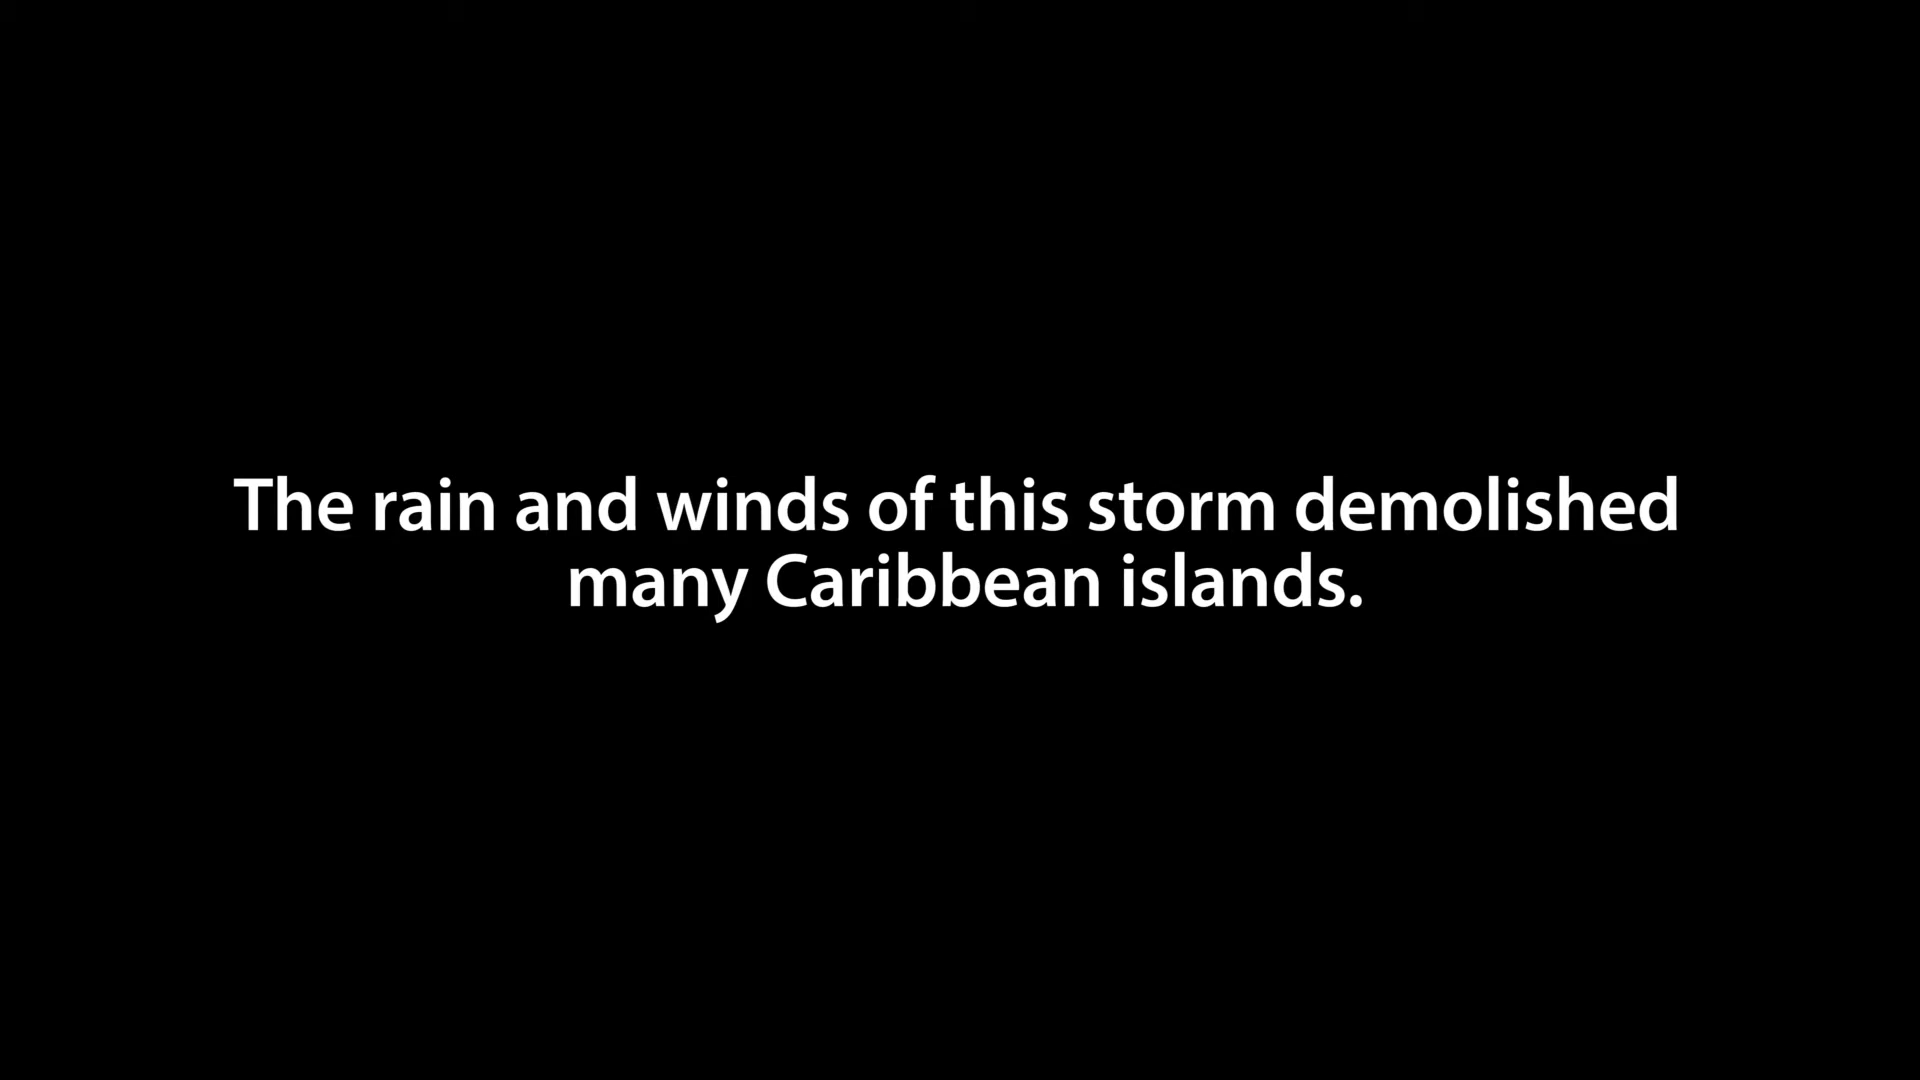 The rain and winds of this storm demolished
many Caribbean islands.